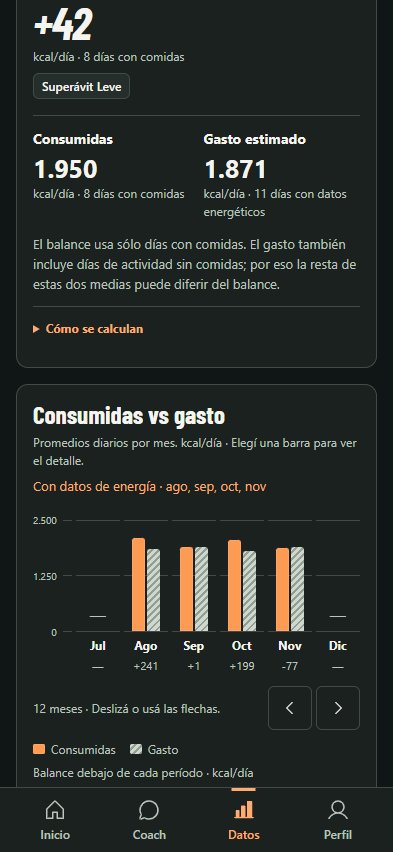 +42
kcal/día · 8 días con comidas
Superávit Leve
Consumidas
1.950
kcal/día · 8 días con comidas
Gasto estimado
1.871
kcal/día · 11 días con datos
energéticos
El balance usa sólo días con comidas. El gasto también
incluye días de actividad sin comidas; por eso la resta de
estas dos medias puede diferir del balance.
▶ Cómo se calculan
Consumidas vs gasto
Promedios diarios por mes. kcal/día · Elegí una barra para ver
el detalle.
Con datos de energía · ago, sep, oct, nov
2.500
1.250
0
— —
Jul Ago Sep Oct Nov Dic
— +241 +1 +199 -77 —
12 meses · Deslizá o usá las flechas.
Consumidas Gasto
Balance debajo de cada período · kcal/día
Inicio Coach Datos Perfil